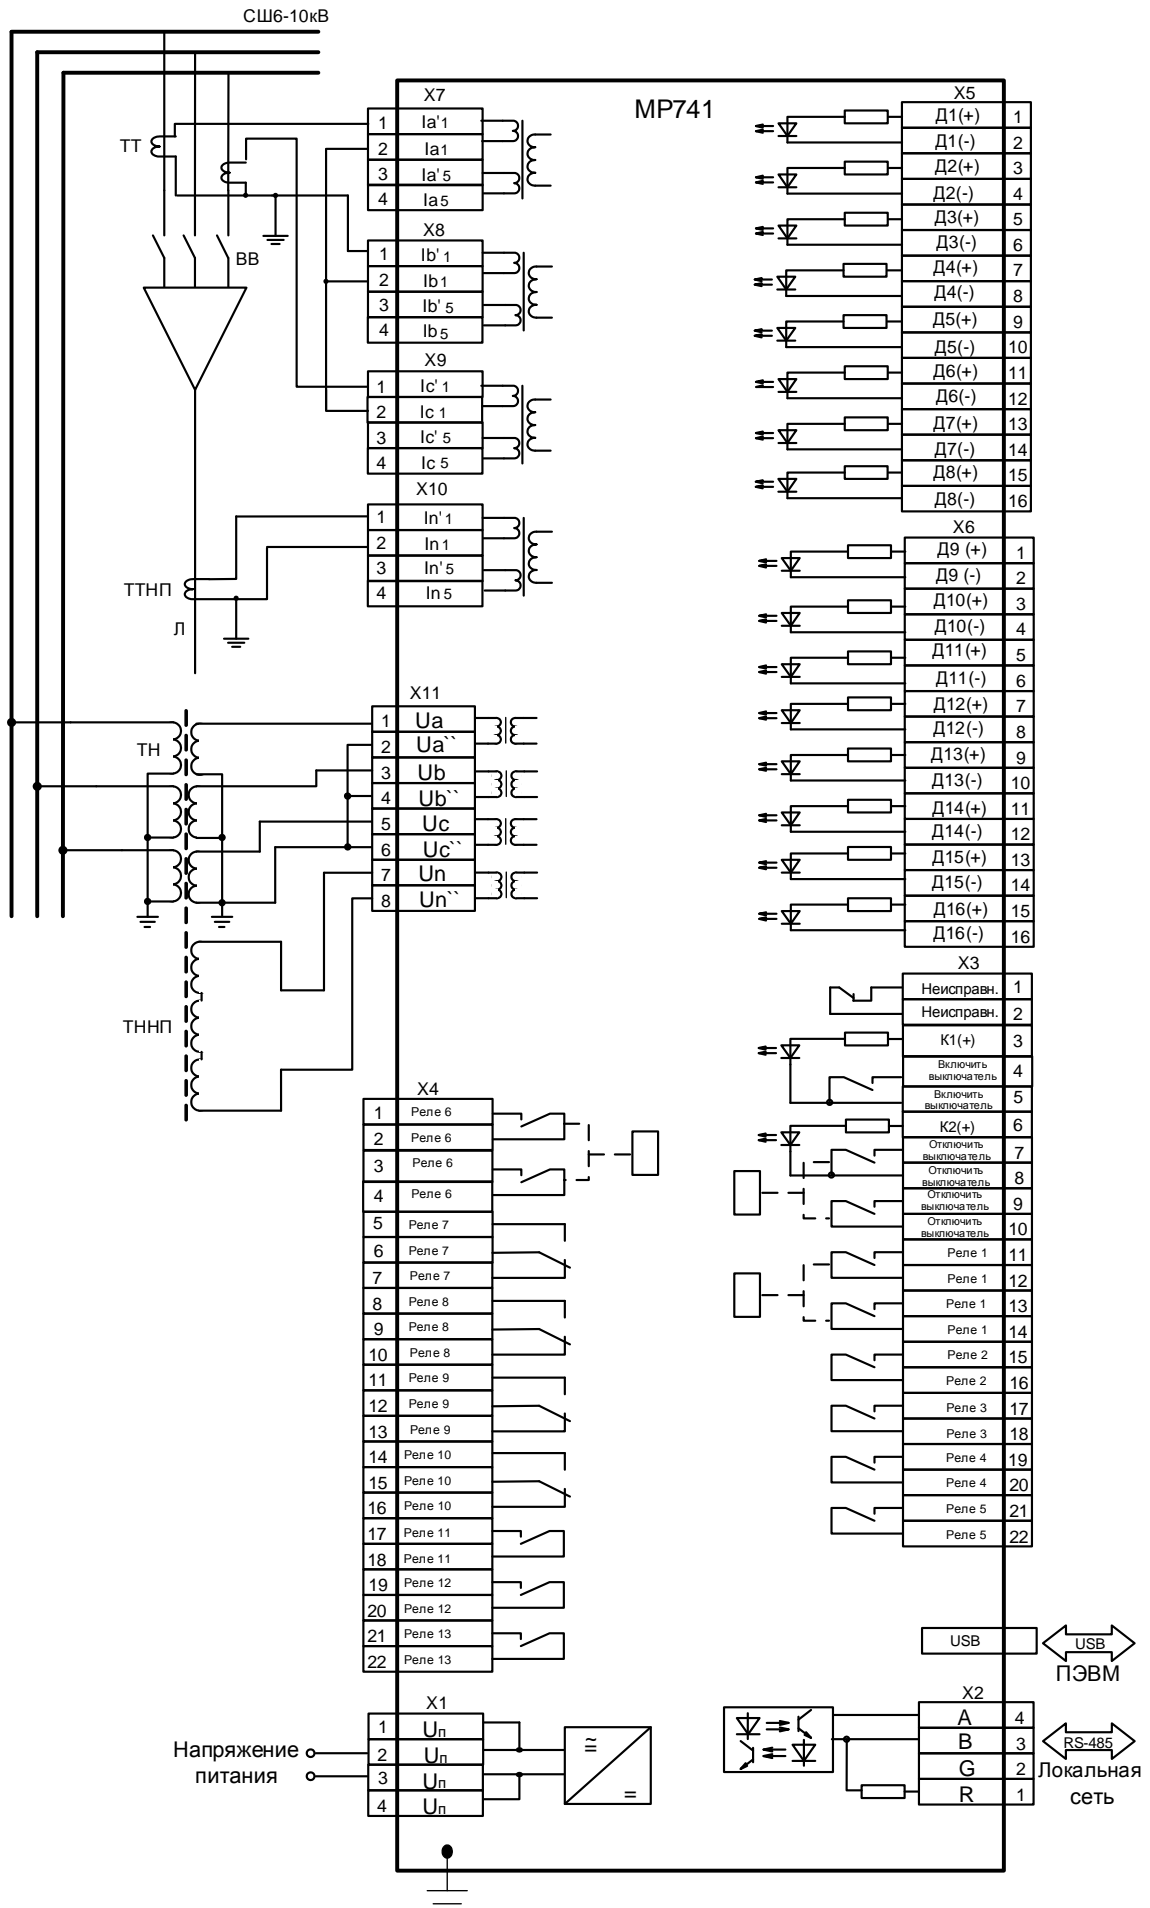 СШ6-10кВ
МР741
ТТ
ВВ
ТТНП
Л
ТН
ТННП
X7
1 Ia'1
2 Ia1
3 Ia'5
4 Ia5
X8
1 Ib'1
2 Ib1
3 Ib'5
4 Ib5
X9
1 Ic'1
2 Ic1
3 Ic'5
4 Ic5
X10
1 In'1
2 In1
3 In'5
4 In5
X11
1 Ua
2 Ua``
3 Ub
4 Ub``
5 Uc
6 Uc``
7 Un
8 Un``
X4
1 Реле 6
2 Реле 6
3 Реле 6
4 Реле 6
5 Реле 7
6 Реле 7
7 Реле 7
8 Реле 8
9 Реле 8
10 Реле 8
11 Реле 9
12 Реле 9
13 Реле 9
14 Реле 10
15 Реле 10
16 Реле 10
17 Реле 11
18 Реле 11
19 Реле 12
20 Реле 12
21 Реле 13
22 Реле 13
X1
1 Uп
2 Uп
3 Uп
4 Uп
Напряжение
питания
≂
=
X5
Д1(+) 1
Д1(-) 2
Д2(+) 3
Д2(-) 4
Д3(+) 5
Д3(-) 6
Д4(+) 7
Д4(-) 8
Д5(+) 9
Д5(-) 10
Д6(+) 11
Д6(-) 12
Д7(+) 13
Д7(-) 14
Д8(+) 15
Д8(-) 16
X6
Д9 (+) 1
Д9 (-) 2
Д10(+) 3
Д10(-) 4
Д11(+) 5
Д11(-) 6
Д12(+) 7
Д12(-) 8
Д13(+) 9
Д13(-) 10
Д14(+) 11
Д14(-) 12
Д15(+) 13
Д15(-) 14
Д16(+) 15
Д16(-) 16
X3
Неисправн. 1
Неисправн. 2
К1(+) 3
Включить
выключатель 4
Включить
выключатель 5
К2(+) 6
Отключить
выключатель 7
Отключить
выключатель 8
Отключить
выключатель 9
Отключить
выключатель 10
Реле 1 11
Реле 1 12
Реле 1 13
Реле 1 14
Реле 2 15
Реле 2 16
Реле 3 17
Реле 3 18
Реле 4 19
Реле 4 20
Реле 5 21
Реле 5 22
USB USB
ПЭВМ
X2
A 4
B 3
G 2
R 1
RS-485
Локальная
сеть